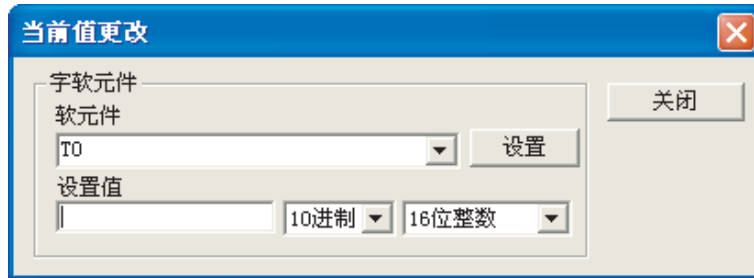 当前值更改
字软元件
关闭
软元件
T0
设置
设置值
10进制
16位整数